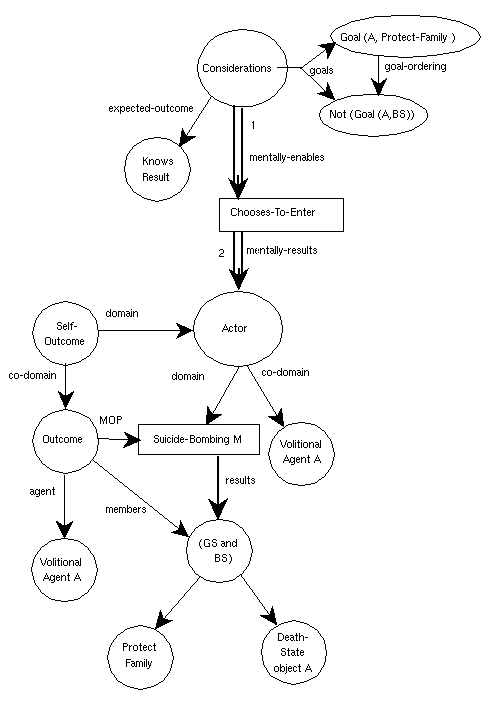 Goal (A, Protect-Family )
Considerations
goals
goal-ordering
expected-outcome
Not (Goal (A,BS))
1
mentally-enables
Knows
Result
Chooses-To-Enter
2
mentally-results
domain
Self-
Outcome
Actor
co-domain
domain
co-domain
MOP
Outcome
Suicide-Bombing M
Volitional
Agent A
agent
members
results
(GS and
BS)
Volitional
Agent A
Protect
Family
Death-
State
object A